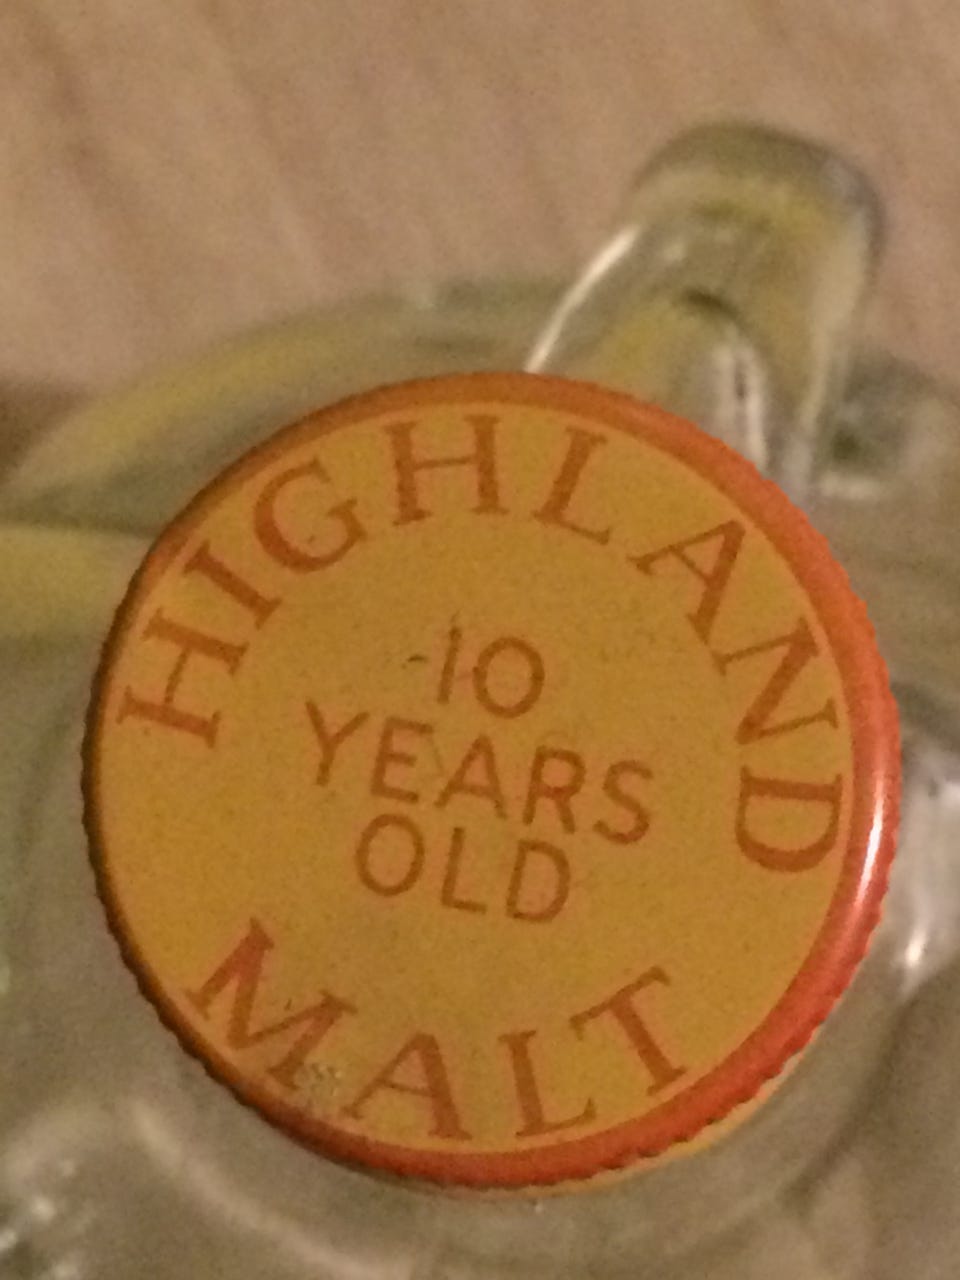 HIGHLAND
10
YEARS
OLD
MALT